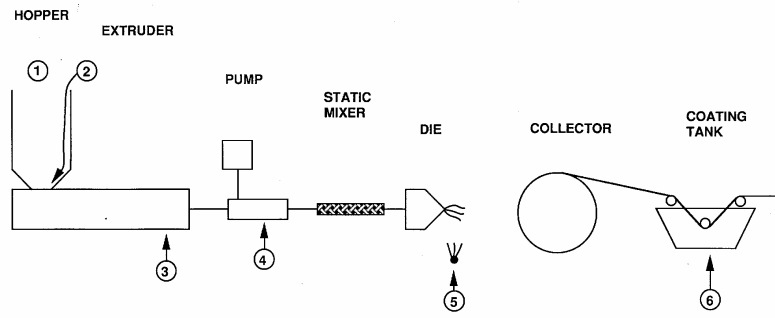 HOPPER
EXTRUDER
1
2
PUMP
STATIC
MIXER
DIE
COLLECTOR
COATING
TANK
3
4
5
6